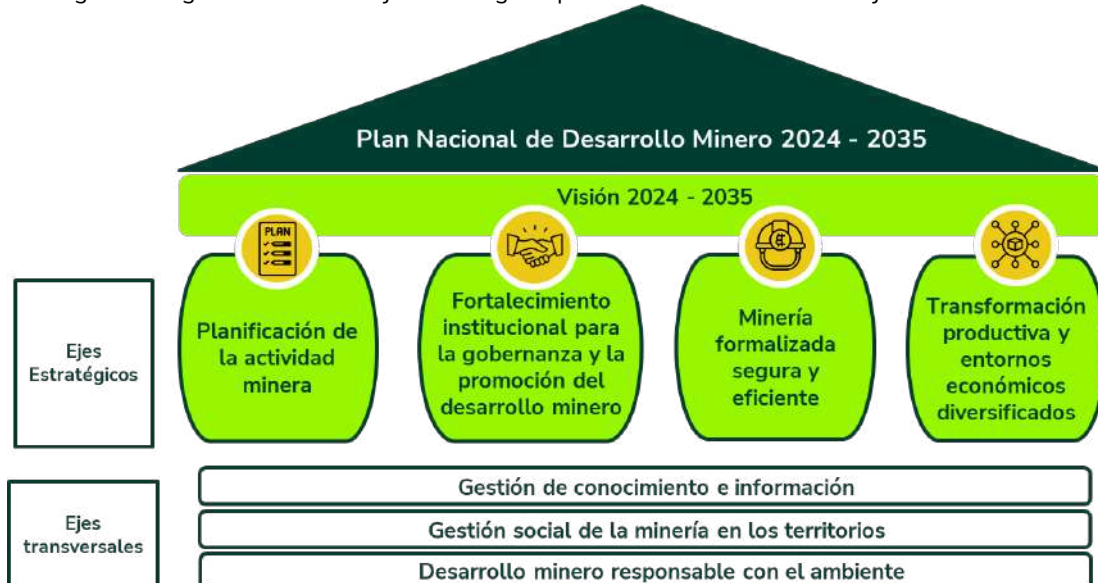 Plan Nacional de Desarrollo Minero 2024 - 2035
Visión 2024 - 2035
PLAN
Ejes
Estratégicos
Planificación de
la actividad
minera
Fortalecimiento
institucional para
la gobernanza y la
promoción del
desarrollo minero
Minería
formalizada
segura y
eficiente
Transformación
productiva y
entornos
económicos
diversificados
Ejes
transversales
Gestión de conocimiento e información
Gestión social de la minería en los territorios
Desarrollo minero responsable con el ambiente